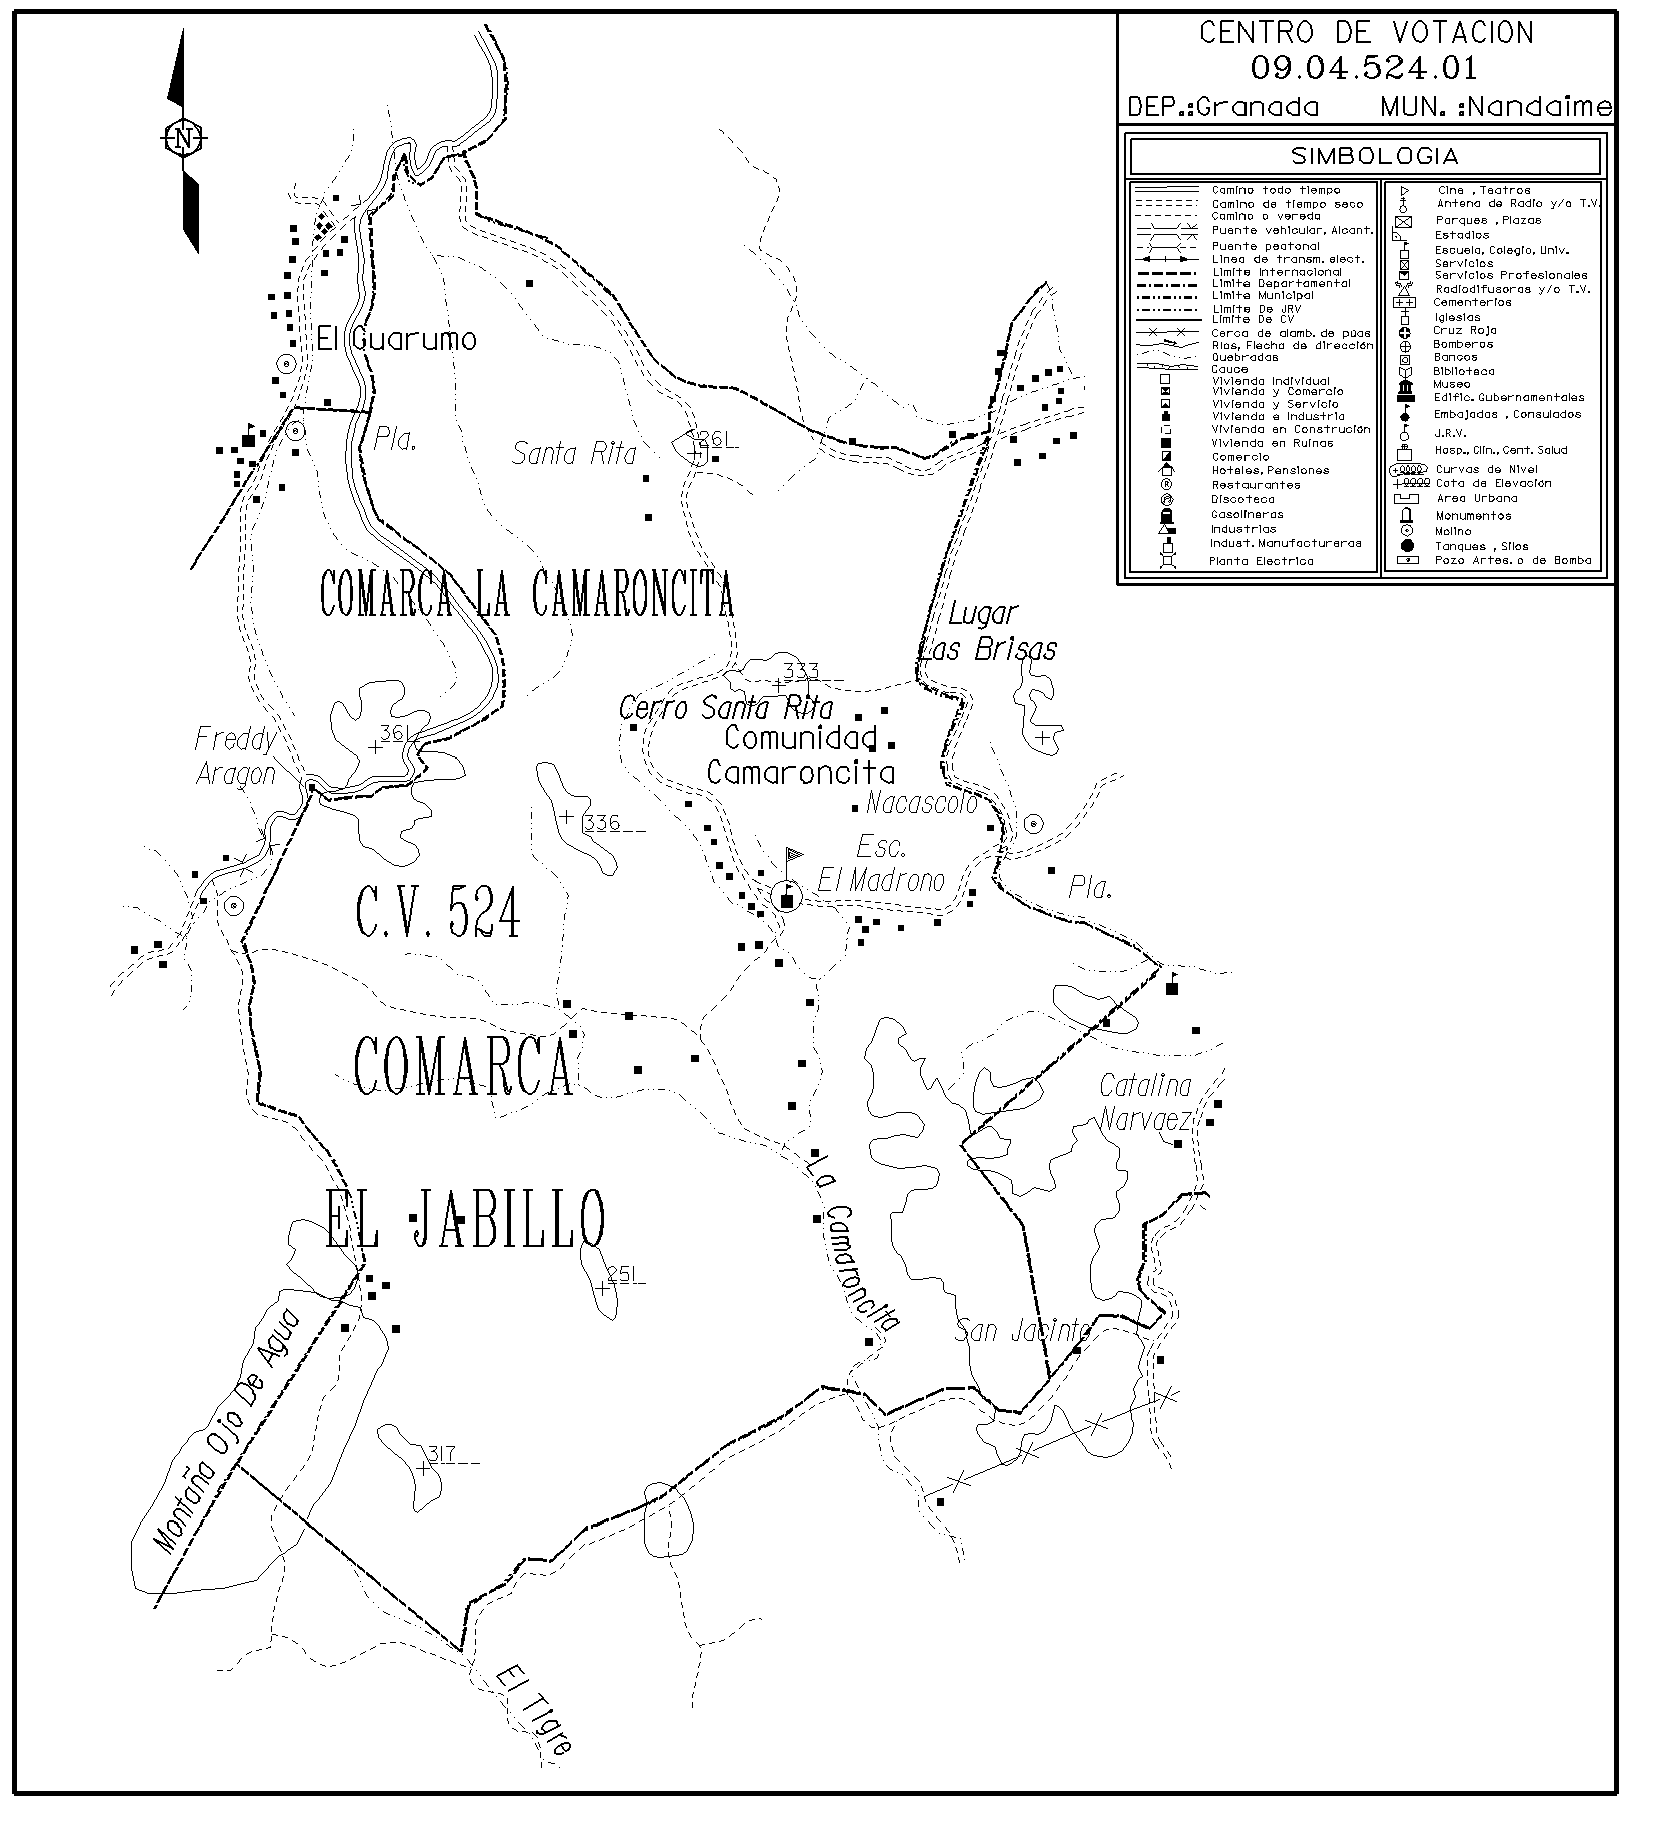 CENTRO DE VOTACION
09.04.524.01
DEP.:Granada MUN. :Nandaime
SIMBOLOGIA
Camino todo tiempo
Camino de tiempo seco
Camino o vereda
Puente vehicular, Alcant.
Puente peatonal
Linea de transm. elect.
Limite Internacional
Limite Departamental
Limite Municipal
Limite De JRV
Limite De CV
Cerca de alamb. de púas
Rios, Flecha de dirección
Quebradas
Cauce
Vivienda Individual
Vivienda y Comercio
Vivienda y Servicio
Vivienda e Industria
Vivienda en Construción
Vivienda en Ruinas
Comercio
Hoteles, Pensiones
Restaurantes
Discoteca
Gasolineras
Industrias
Indust. Manufactureras
Planta Electrica
Cine , Teatros
Antena de Radio y/o T.V.
Parques , Plazas
Estadios
Escuela, Colegio, Univ.
Servicios
Servicios Profesionales
Radiodifusoras y/o T.V.
Cementerios
Iglesias
Cruz Roja
Bomberos
Bancos
Biblioteca
Museo
Edific. Gubernamentales
Embajadas , Consulados
J.R.V.
Hosp., Clin., Cent. Salud
Curvas de Nivel
Cota de Elevación
Area Urbana
Monumentos
Molino
Tanques , Silos
Pozo Artes. o de Bomba
N
El Guarumo
Pla.
Santa Rita
261
COMARCA LA CAMARONCITA
Lugar
Las Brisas
333
Cerro Santa Rita
Comunidad
Camaroncita
Freddy
Aragon
361
336
Nacascolo
Esc.
El Madrono
Pla.
C.V. 524
COMARCA
Catalina
Narvaez
EL JABILLO
La Camaroncita
251
San Jacinto
Montaña Ojo De Agua
317
El Tigre